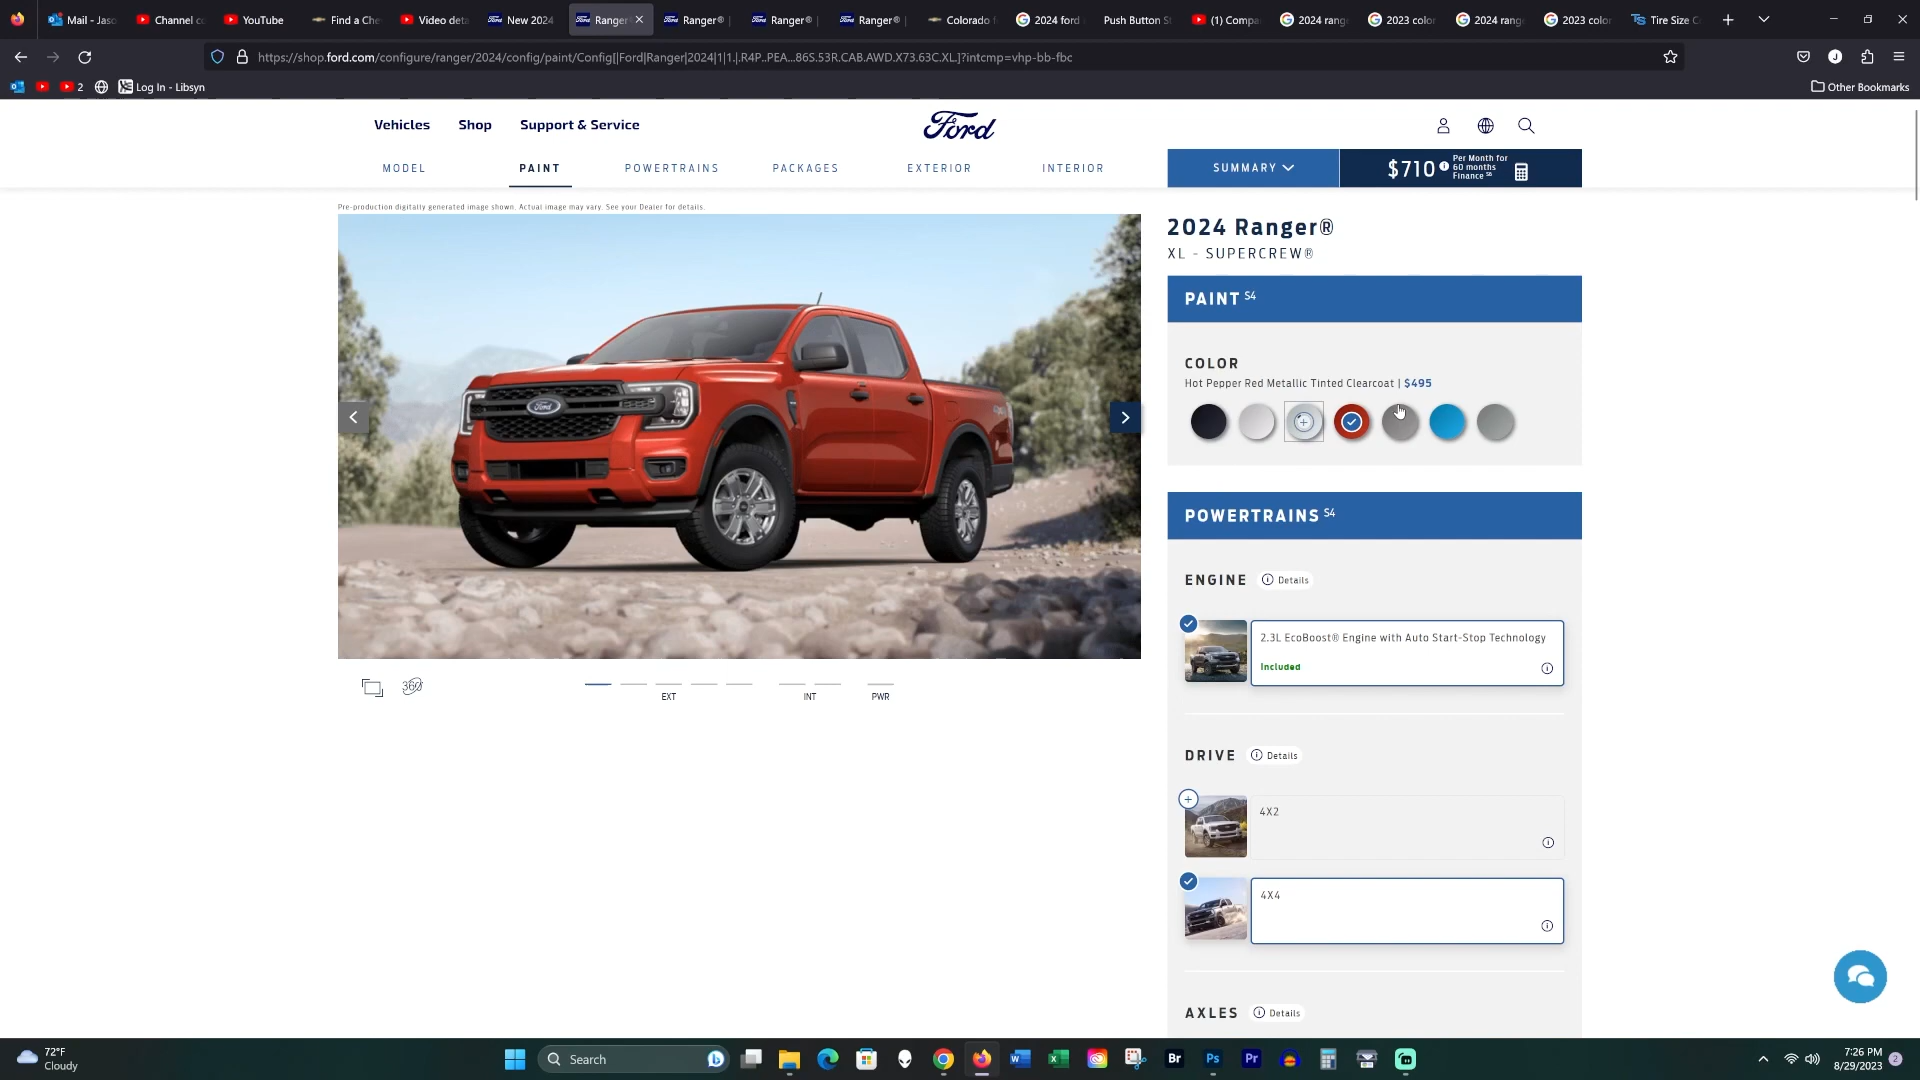 Mail - Jaso
Channel co
YouTube
Find a Che
Video deta
New 2024
Ranger®
Ranger® |
Ranger® |
Ranger® |
Colorado f
2024 ford
Push Button St
(1) Compa
2024 rang
2023 color
2024 rang
2023 color
Tire Size C
https://shop.ford.com/configure/ranger/2024/config/paint/Config[|Ford|Ranger|2024|1|1.|.R4P..PEA...86S.53R.CAB.AWD.X73.63C.XL.]?intcmp=vhp-bb-fbc
2
Log In - Libsyn
Other Bookmarks
Vehicles
Shop
Support & Service
Ford
MODEL
PAINT
POWERTRAINS
PACKAGES
EXTERIOR
INTERIOR
SUMMARY
$710
Per Month for
60 months
Finance S6
Pre-production digitally generated image shown. Actual image may vary. See your Dealer for details.
2024 Ranger®
XL - SUPERCREW®
PAINT S4
COLOR
Hot Pepper Red Metallic Tinted Clearcoat | $495
POWERTRAINS S4
ENGINE
Details
2.3L EcoBoost® Engine with Auto Start-Stop Technology
Included
360
EXT
INT
PWR
DRIVE
Details
4X2
4X4
AXLES
Details
72°F
Cloudy
Search
Br
Ps
Pr
7:26 PM
8/29/2023
2